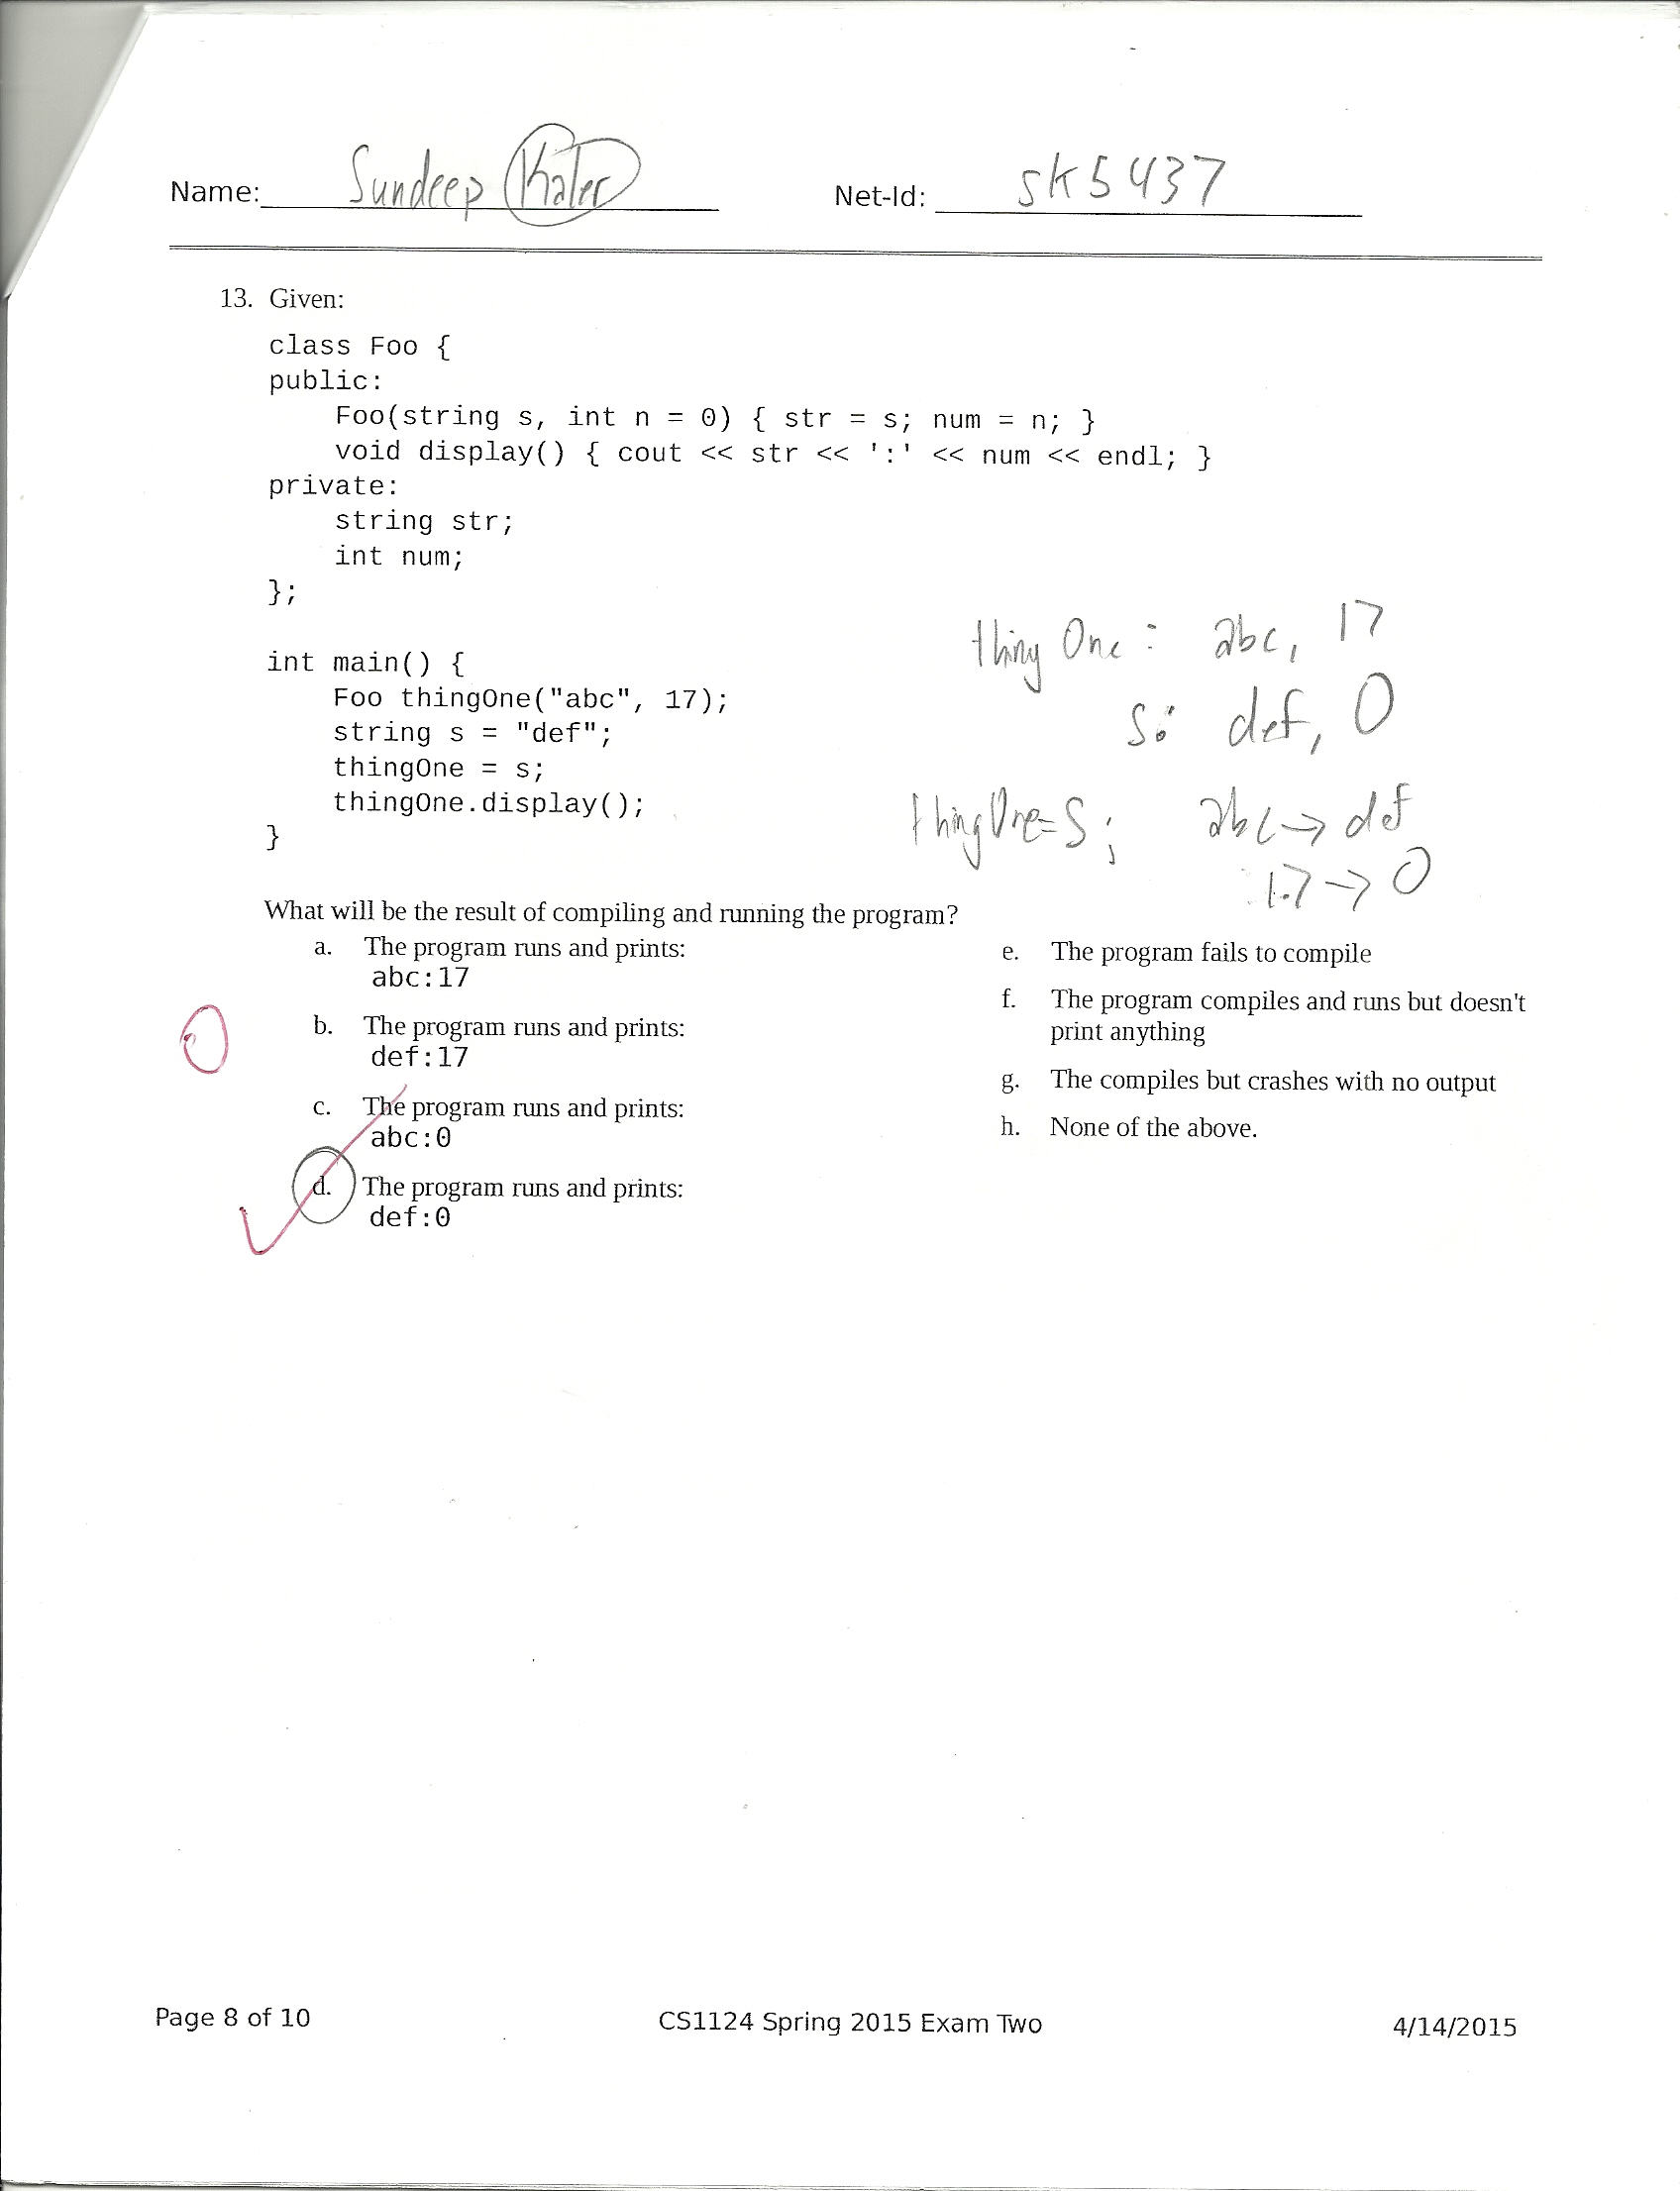 Name: Sundeep Kaler Net-Id: sk5437
13. Given:
class Foo {
public:
    Foo(string s, int n = 0) { str = s; num = n; }
    void display() { cout << str << ':' << num << endl; }
private:
    string str;
    int num;
};
thing One : abc, 17
int main() {
    Foo thingOne("abc", 17);
s: def, 0
    string s = "def";
    thingOne = s;
    thingOne.display();
thingOne=S; abc→def
}
17→0
What will be the result of compiling and running the program?
a. The program runs and prints:
abc:17
b. The program runs and prints:
def:17
c. The program runs and prints:
abc:0
d. The program runs and prints:
def:0
e. The program fails to compile
f. The program compiles and runs but doesn't
print anything
g. The compiles but crashes with no output
h. None of the above.
0
Page 8 of 10 CS1124 Spring 2015 Exam Two 4/14/2015